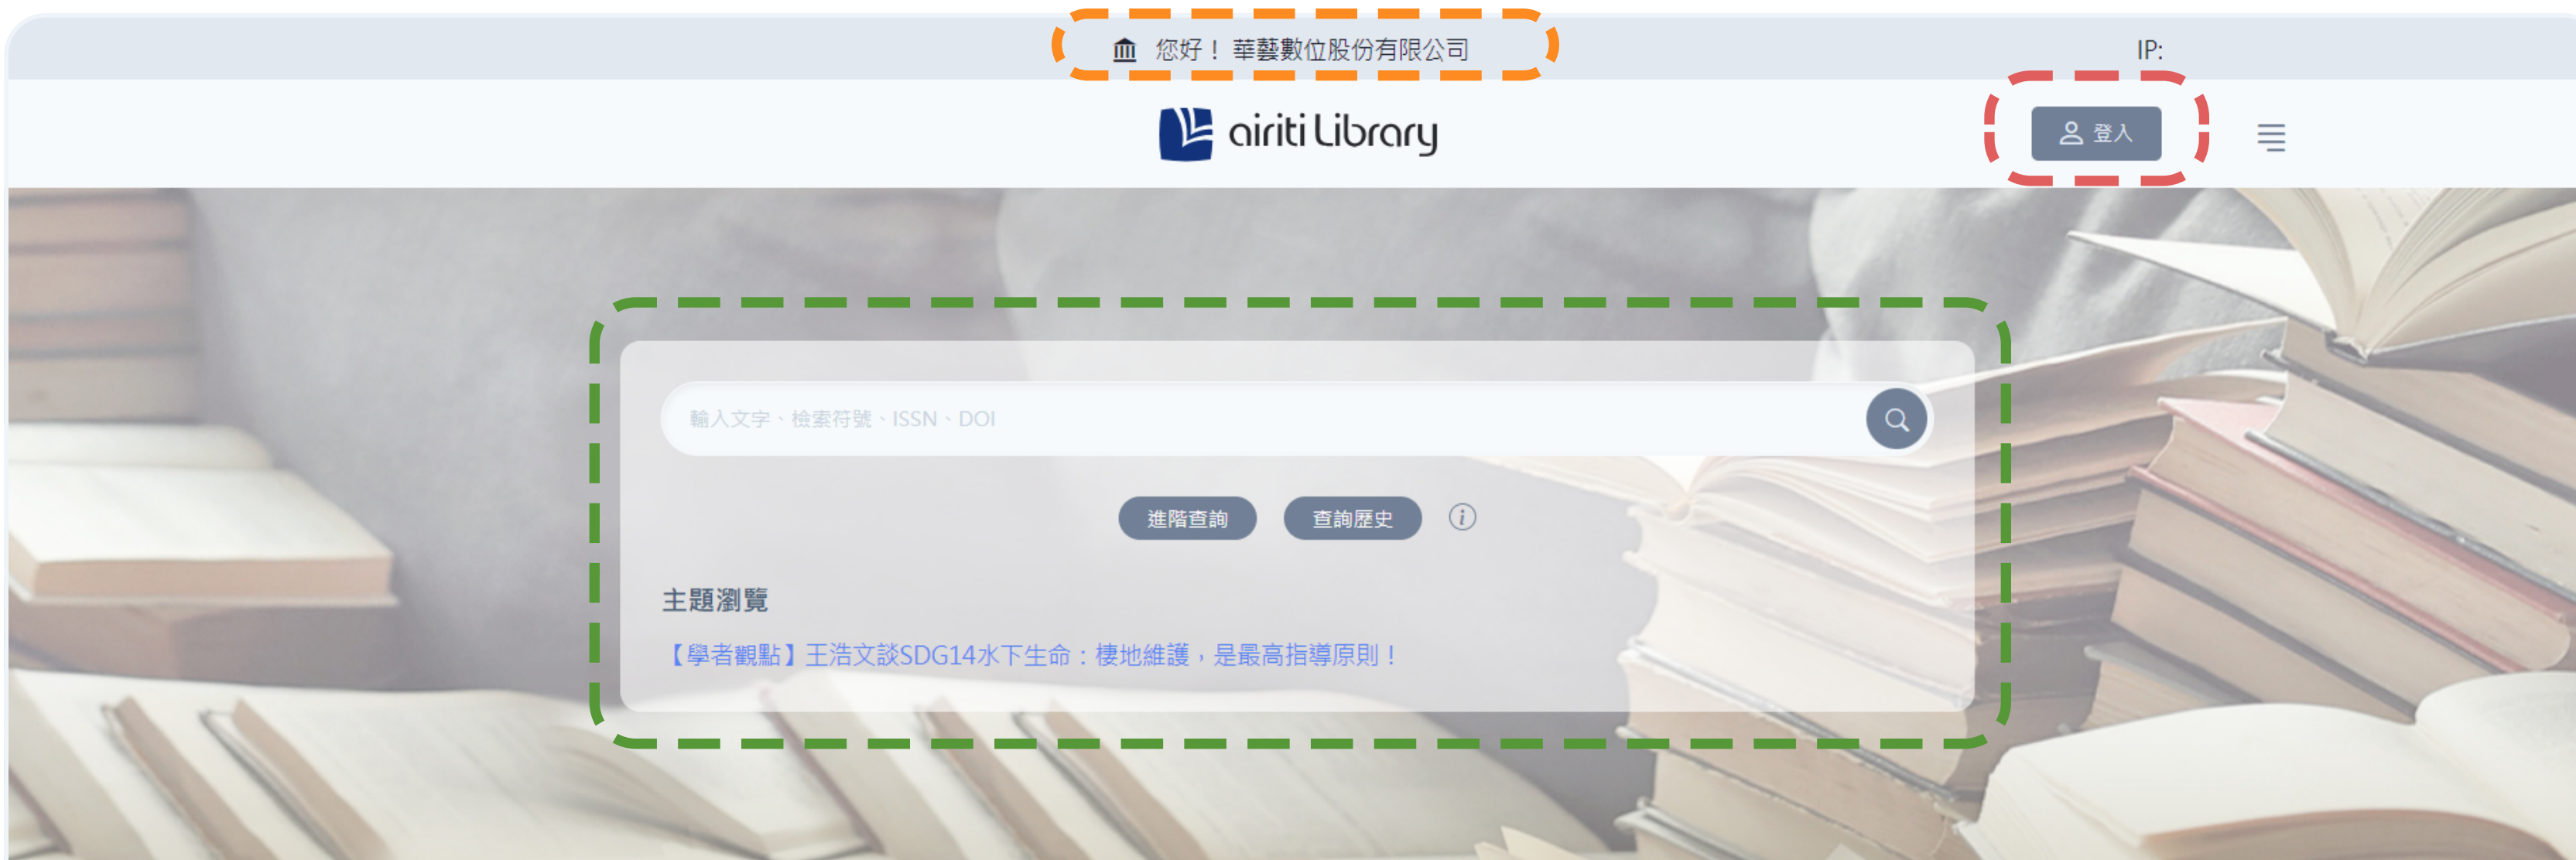 您好！華藝數位股份有限公司
IP:
airiti Library
登入
輸入文字、檢索符號、ISSN、DOI
進階查詢
查詢歷史
主題瀏覽
【學者觀點】王浩文談SDG14水下生命：棲地維護，是最高指導原則！